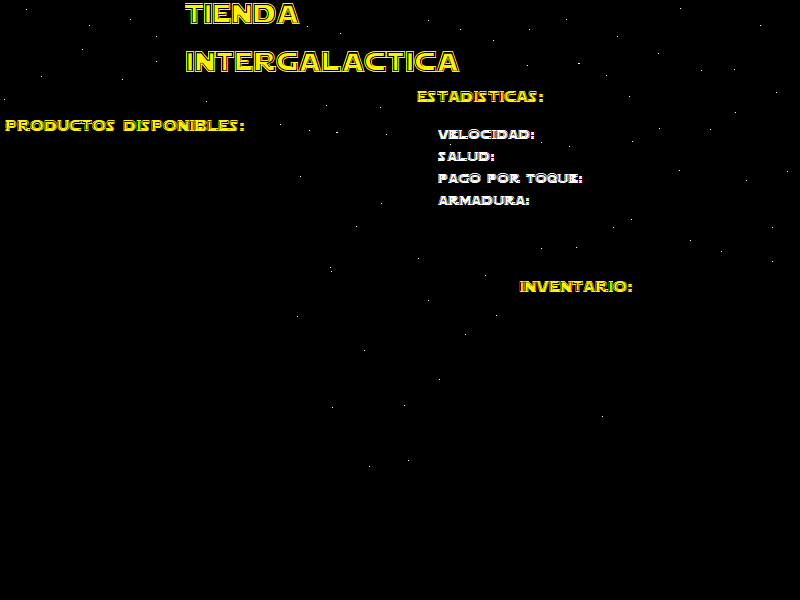 TIENDA
INTERGALACTICA
ESTADISTICAS:
PRODUCTOS DISPONIBLES:
VELOCIDAD:
SALUD:
PAGO POR TOQUE:
ARMADURA:
INVENTARIO: